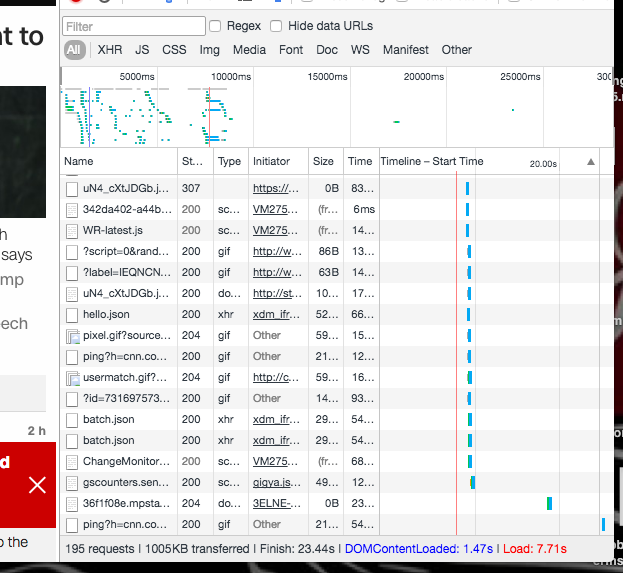 t to
Filter
Regex
Hide data URLs
All XHR JS CSS Img Media Font Doc WS Manifest Other
5000ms 10000ms 15000ms 20000ms 25000ms 300
Name St... Type Initiator Size Time Timeline – Start Time 20.00s
uN4_cXtJDGb.j... 307 https://... 0B 83...
342da402-a44b... 200 sc... VM275... (fr... 6ms
WR-latest.js 200 sc... VM275... (fr... 14...
?script=0&rand... 200 gif http://w... 86B 13...
?label=IEQNCN... 200 gif http://w... 63B 14...
uN4_cXtJDGb.j... 200 do... http://st... 10... 17...
hello.json 200 xhr xdm_ifr... 52... 66...
pixel.gif?source... 204 gif Other 59... 15...
ping?h=cnn.co... 200 gif Other 21... 12...
usermatch.gif?... 204 gif http://c... 59... 16...
?id=731697573... 200 gif Other 14... 93...
batch.json 200 xhr xdm_ifr... 29... 54...
batch.json 200 xhr xdm_ifr... 29... 54...
ChangeMonitor... 200 sc... VM275... (fr... 68...
gscounters.sen... 200 sc... gigya.js... 49... 12...
36f1f08e.mpsta... 204 do... 3ELNE-... 0B 23...
ping?h=cnn.co... 200 gif Other 21... 54...
195 requests | 1005KB transferred | Finish: 23.44s | DOMContentLoaded: 1.47s | Load: 7.71s
h
says
mp
ech
2 h
d
o the